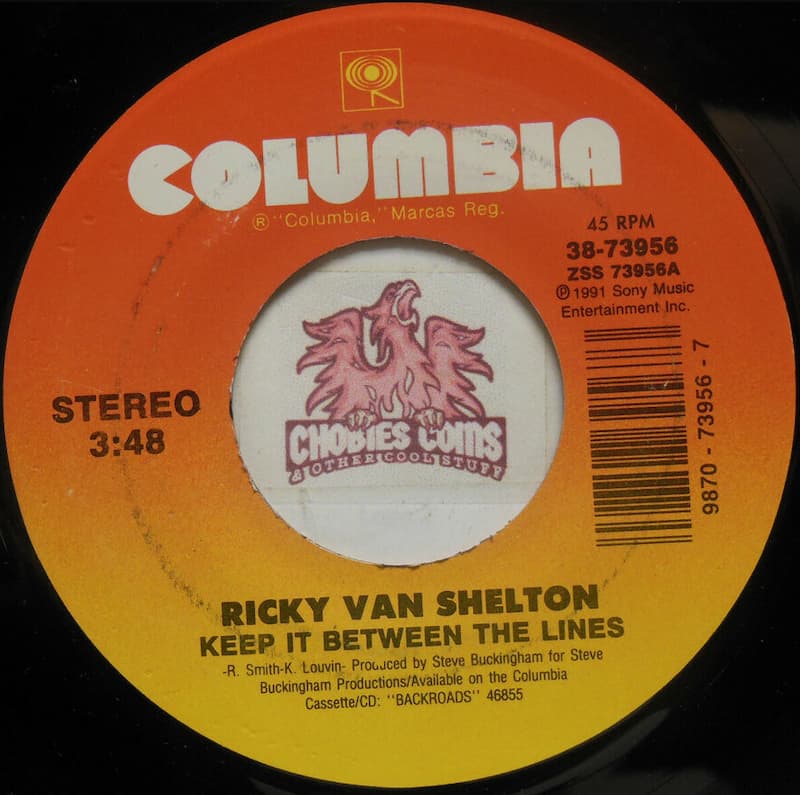 COLUMBIA
Ⓡ "Columbia," Marcas Reg.
45 RPM
38-73956
ZSS 73956A
Ⓟ 1991 Sony Music
Entertainment Inc.
STEREO
3:48
9870 - 73956 - 7
CHOBIES COINS
& OTHER COOL STUFF
RICKY VAN SHELTON
KEEP IT BETWEEN THE LINES
-R. Smith-K. Louvin- Produced by Steve Buckingham for Steve
Buckingham Productions/Available on the Columbia
Cassette/CD: "BACKROADS" 46855